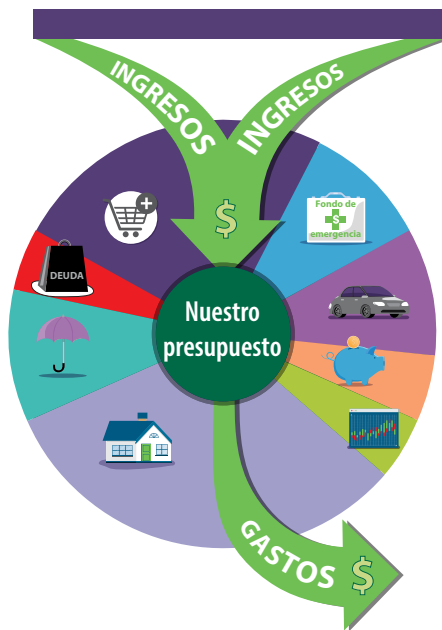 INGRESOS
INGRESOS
$
Fondo de
$
emergencia
DEUDA
Nuestro
presupuesto
GASTOS
$